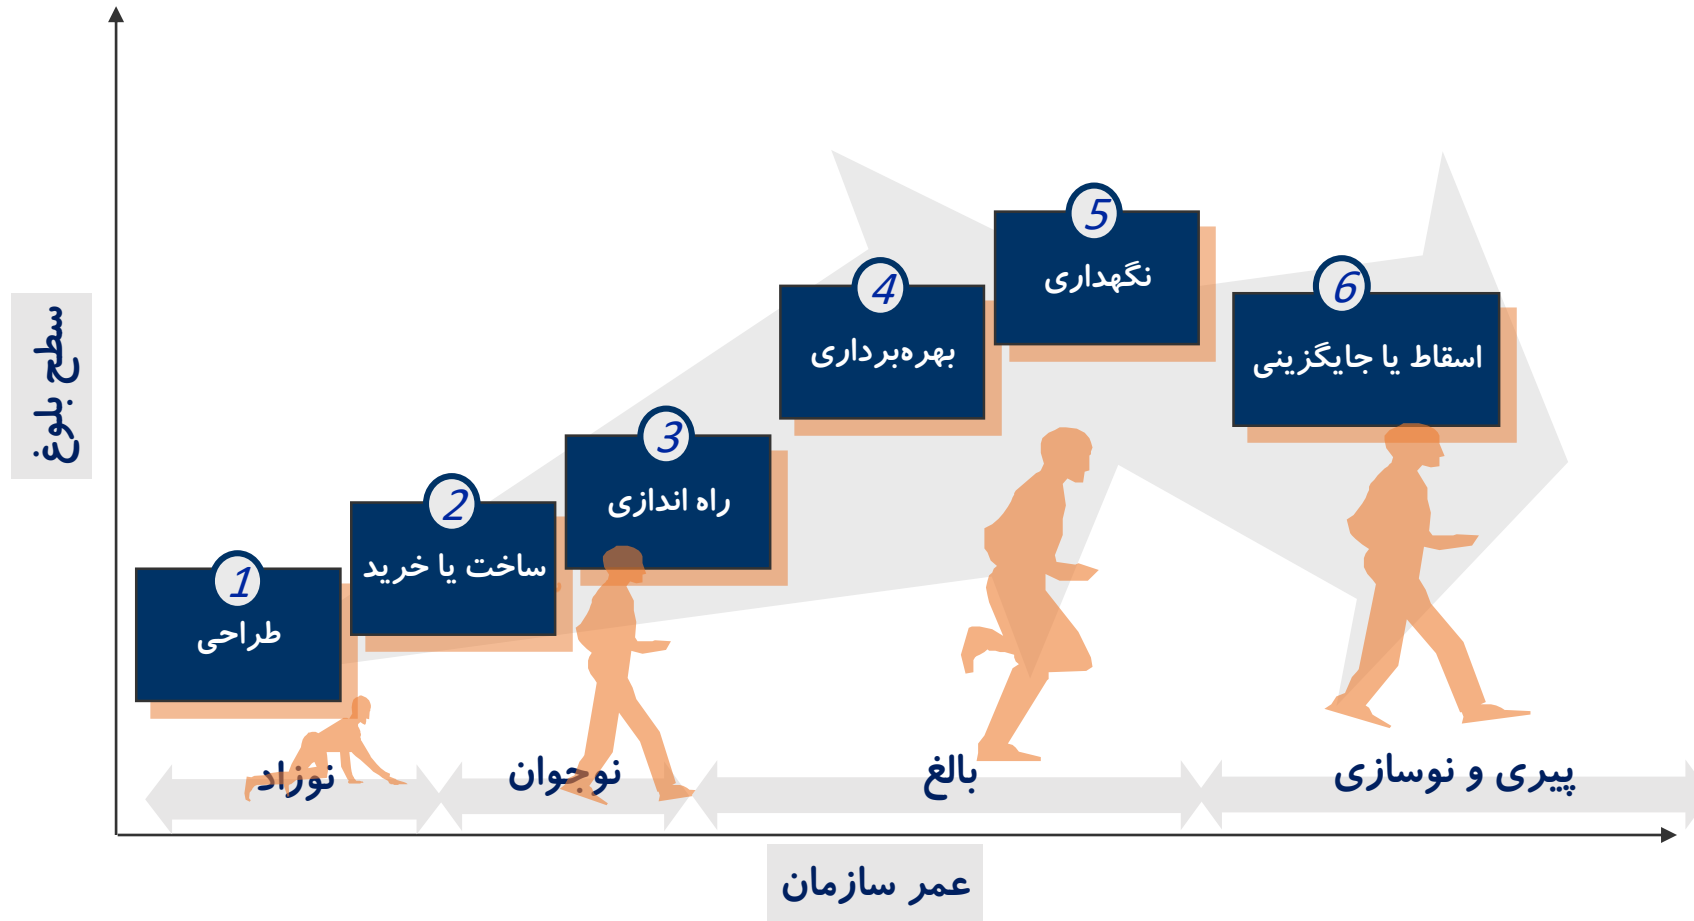 سطح بلوغ
1
طراحی
2
ساخت یا خرید
3
راه اندازی
4
بهره‌برداری
5
نگهداری
6
اسقاط یا جایگزینی
نوزاد
نوجوان
بالغ
پیری و نوسازی
عمر سازمان